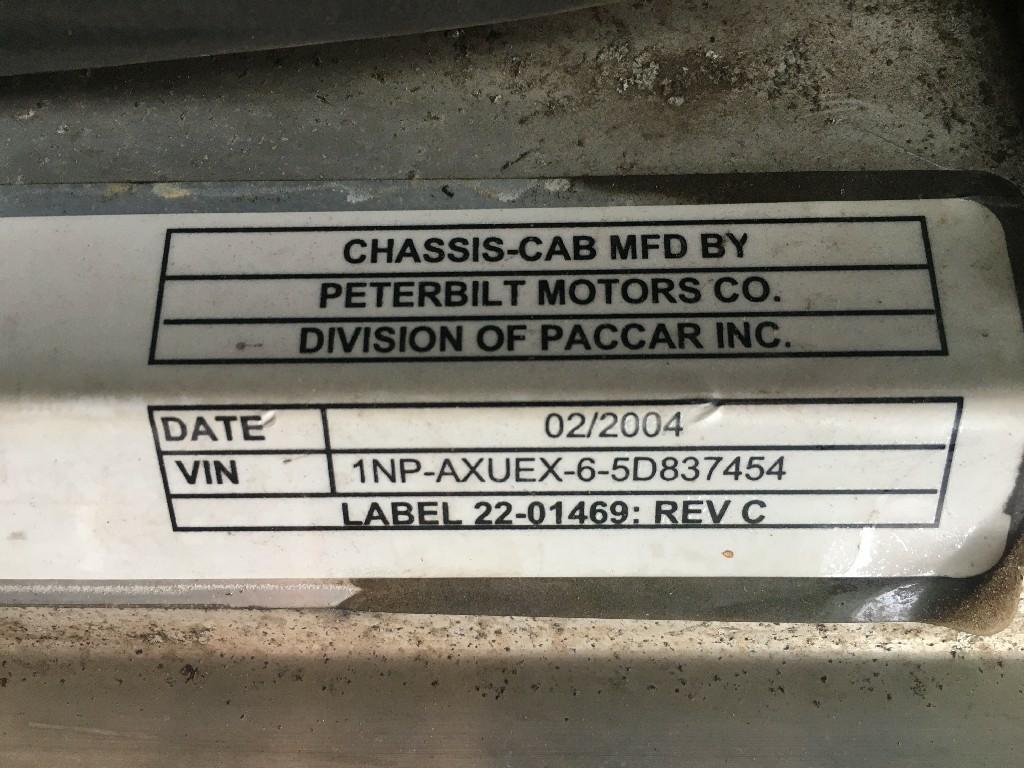 CHASSIS-CAB MFD BY
PETERBILT MOTORS CO.
DIVISION OF PACCAR INC.
DATE 02/2004
VIN 1NP-AXUEX-6-5D837454
LABEL 22-01469: REV C